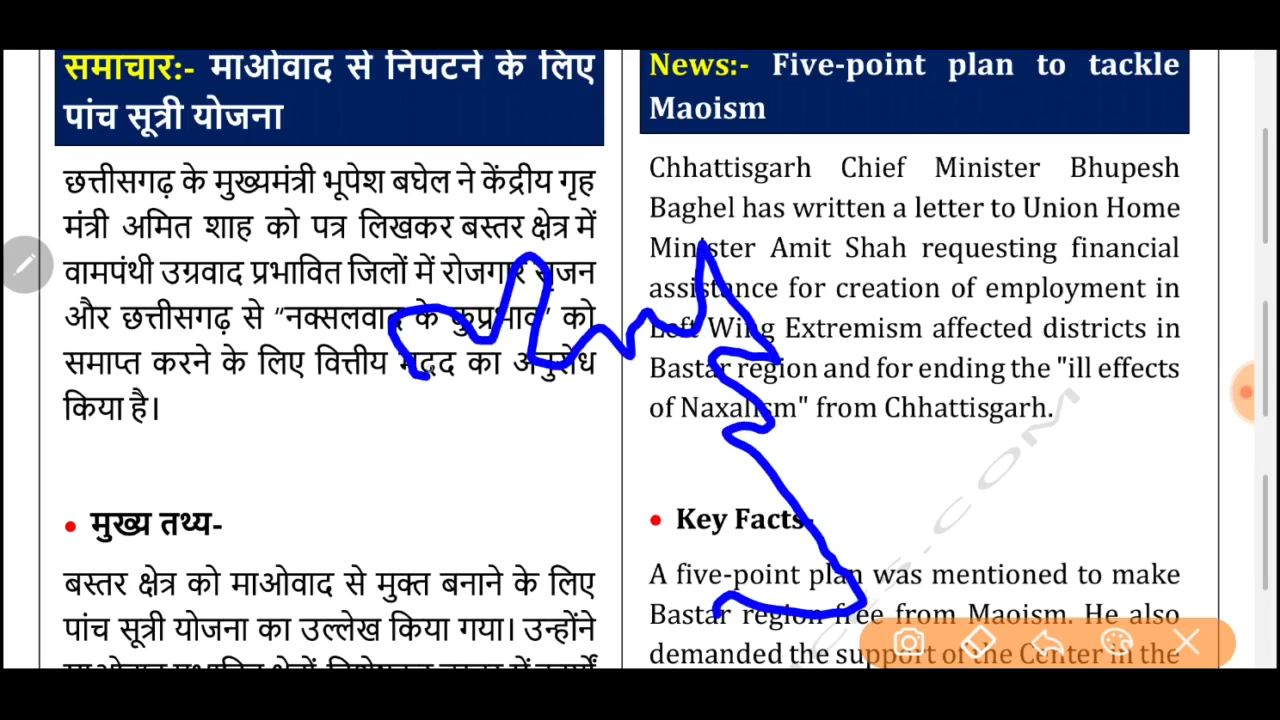 समाचार:- माओवाद से निपटने के लिए
पांच सूत्री योजना
छत्तीसगढ़ के मुख्यमंत्री भूपेश बघेल ने केंद्रीय गृह
मंत्री अमित शाह को पत्र लिखकर बस्तर क्षेत्र में
वामपंथी उग्रवाद प्रभावित जिलों में रोजगार सृजन
और छत्तीसगढ़ से “नक्सलवाद के कुप्रभाव” को
समाप्त करने के लिए वित्तीय मदद का अनुरोध
किया है।
• मुख्य तथ्य-
बस्तर क्षेत्र को माओवाद से मुक्त बनाने के लिए
पांच सूत्री योजना का उल्लेख किया गया। उन्होंने
News:- Five-point plan to tackle
Maoism
Chhattisgarh Chief Minister Bhupesh
Baghel has written a letter to Union Home
Minister Amit Shah requesting financial
assistance for creation of employment in
Left Wing Extremism affected districts in
Bastar region and for ending the "ill effects
of Naxalism" from Chhattisgarh.
• Key Facts-
A five-point plan was mentioned to make
Bastar region free from Maoism. He also
demanded the support of the Center in the